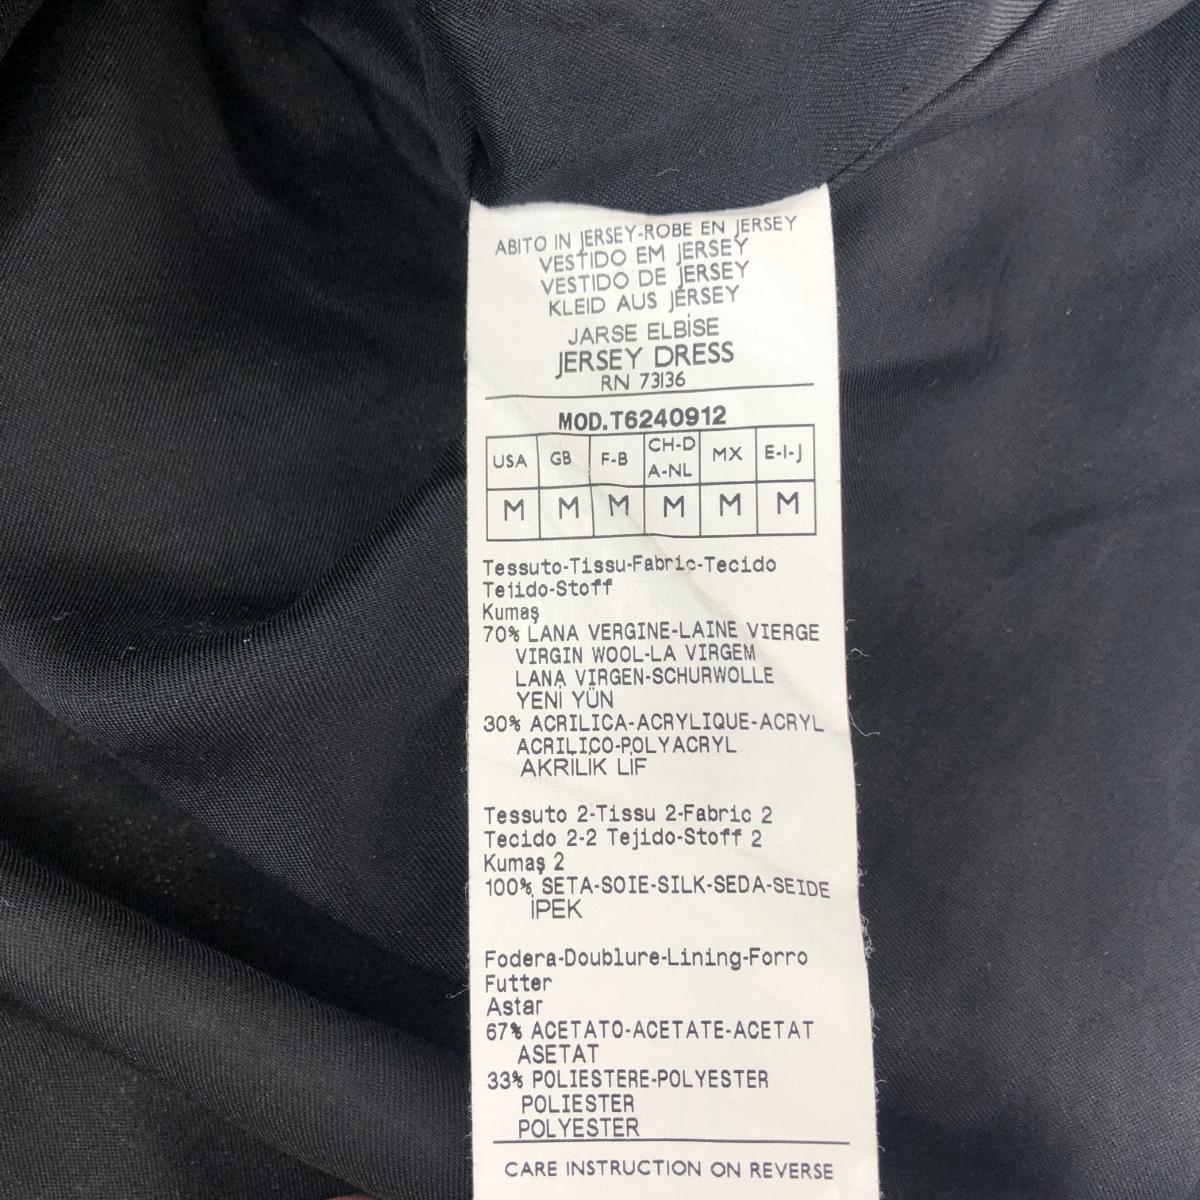 ABITO IN JERSEY-ROBE EN JERSEY
VESTIDO EM JERSEY
VESTIDO DE JERSEY
KLEID AUS JERSEY
JARSE ELBİSE
JERSEY DRESS
RN 73136
MOD.T6240912
USA GB F-B CH-D A-NL MX E-I-J
M M M M M M
Tessuto-Tissu-Fabric-Tecido
Tejido-Stoff
Kumaş
70% LANA VERGINE-LAINE VIERGE
VIRGIN WOOL-LA VIRGEM
LANA VIRGEN-SCHURWOLLE
YENİ YÜN
30% ACRILICA-ACRYLIQUE-ACRYL
ACRILICO-POLYACRYL
AKRİLİK LİF
Tessuto 2-Tissu 2-Fabric 2
Tecido 2-2 Tejido-Stoff 2
Kumaş 2
100% SETA-SOIE-SILK-SEDA-SEIDE
İPEK
Fodera-Doublure-Lining-Forro
Futter
Astar
67% ACETATO-ACETATE-ACETAT
ASETAT
33% POLIESTERE-POLYESTER
POLIESTER
POLYESTER
CARE INSTRUCTION ON REVERSE